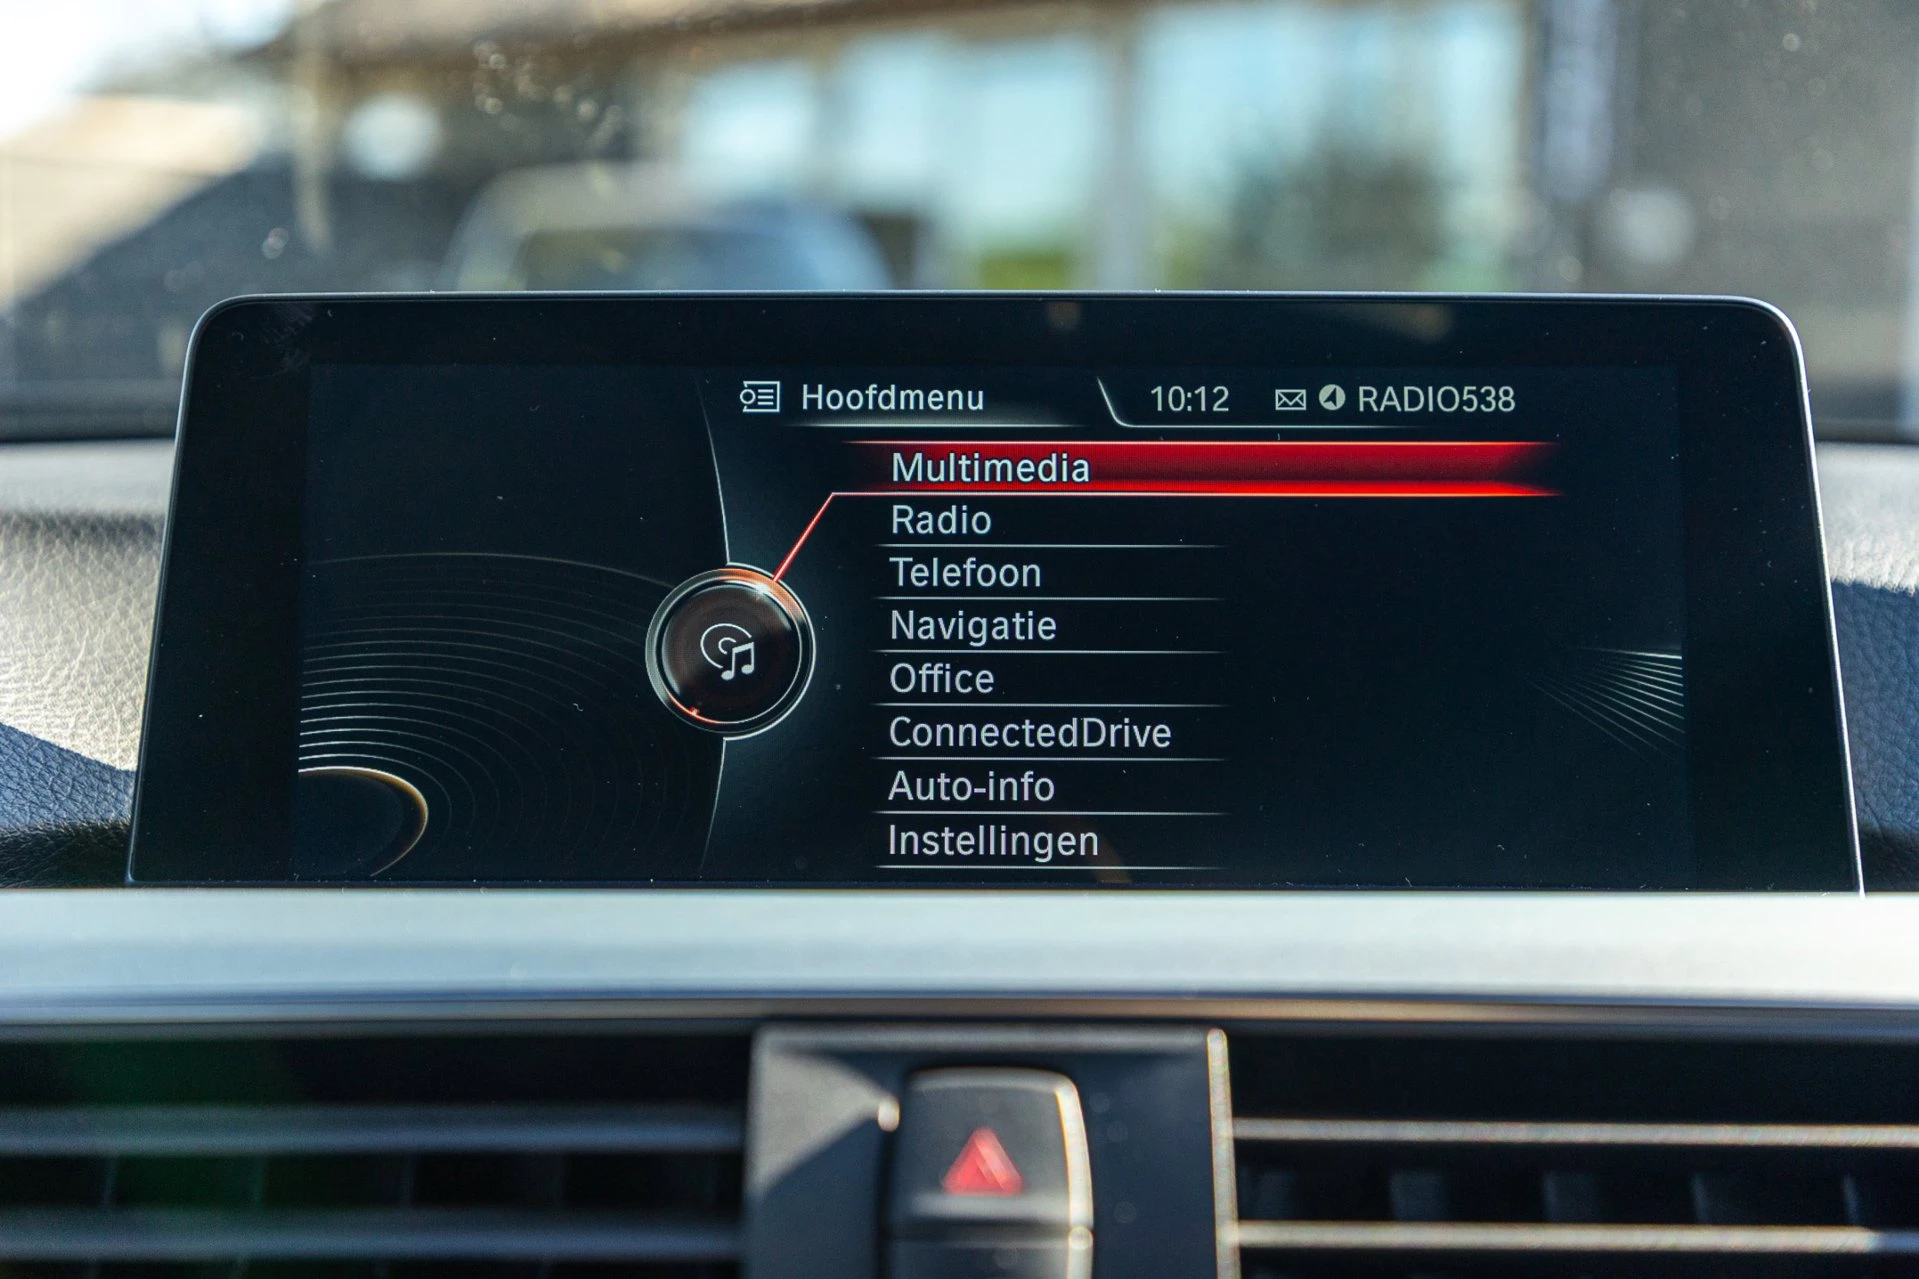 Hoofdmenu 10:12 RADIO538
Multimedia
Radio
Telefoon
Navigatie
Office
ConnectedDrive
Auto-info
Instellingen